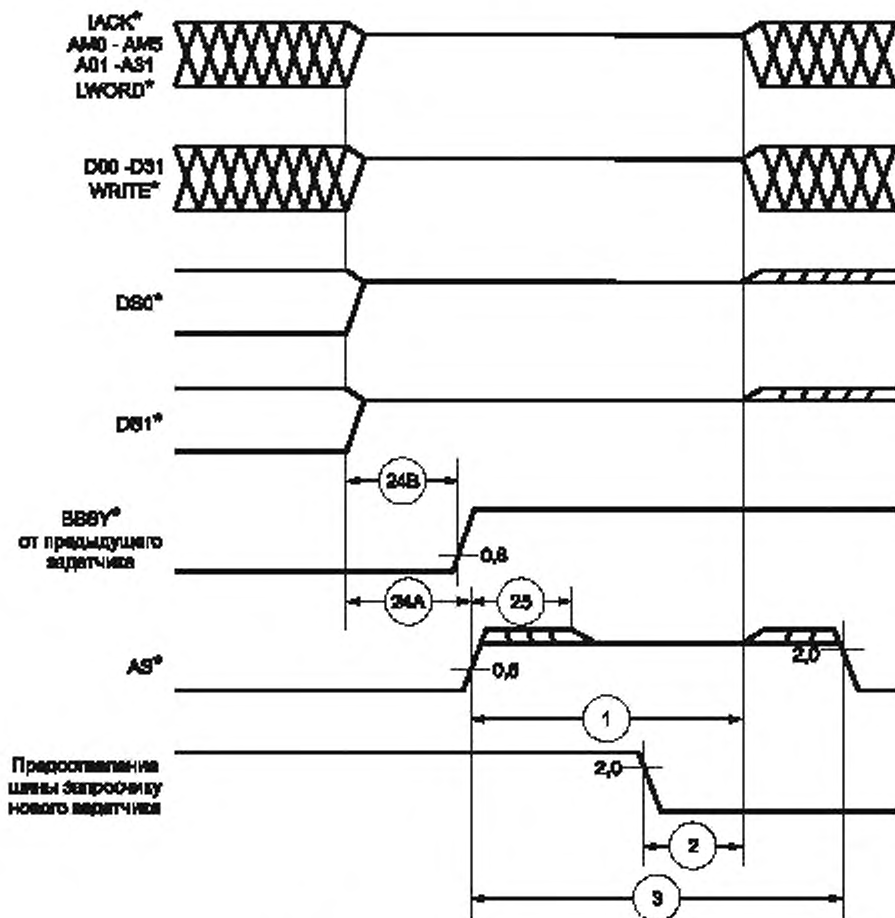 IACK*
AM0 - AM5
A01 -A31
LWORD*
D00 -D31
WRITE*
DS0*
DS1*
24B
BBSY*
от предыдущего
задатчика
0,8
24A
25
AS*
0,8
2,0
1
Предоставление
шины запросчику
нового задатчика
2,0
2
3